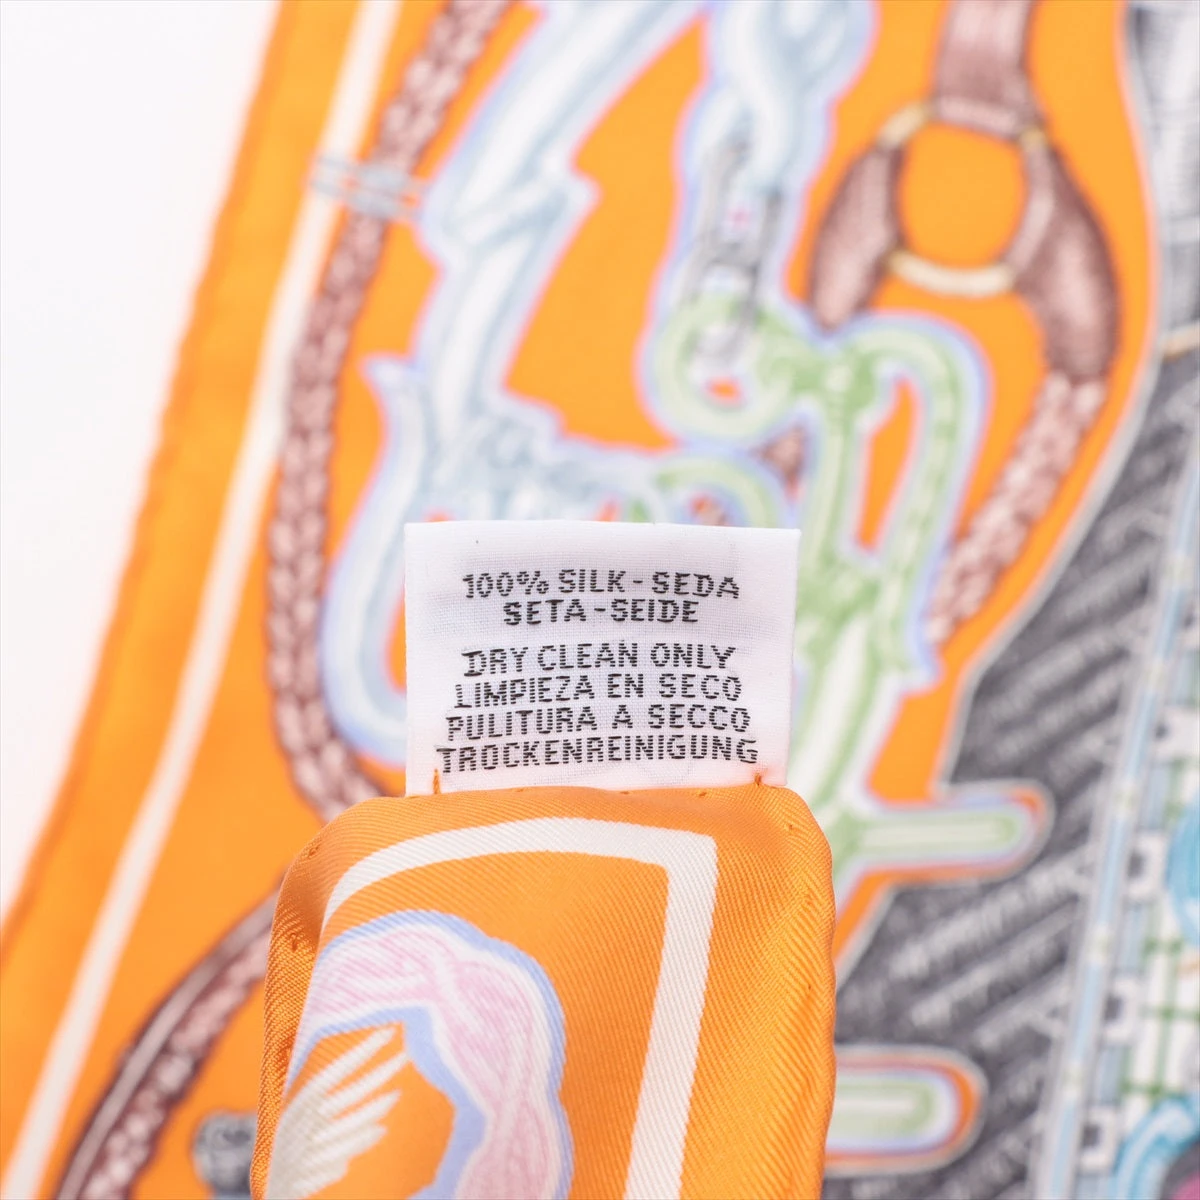 100% SILK - SEDA
SETA - SEIDE
DRY CLEAN ONLY
LIMPIEZA EN SECO
PULITURA A SECCO
TROCKENREINIGUNG